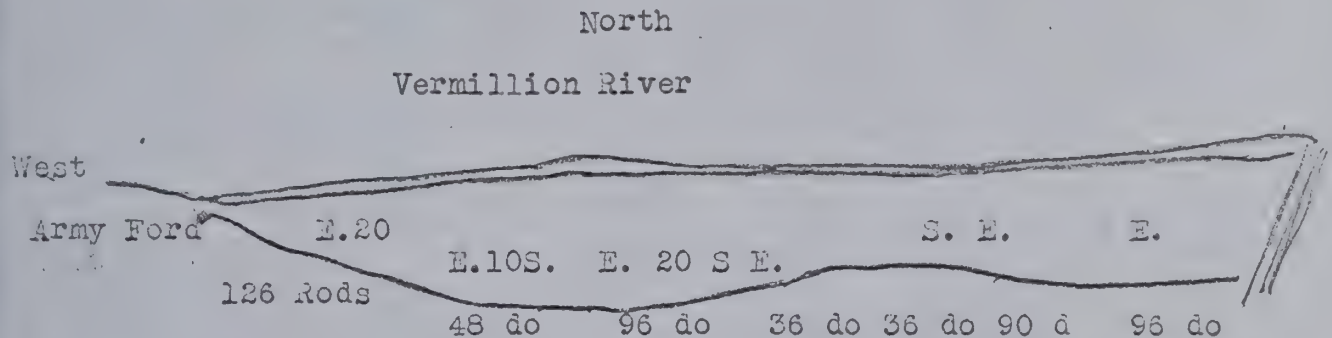 North
Vermillion River
West
Army Ford E.20 S. E. E.
E.10S. E. 20 S E.
126 Rods
48 do 96 do 36 do 36 do 90 d 96 do